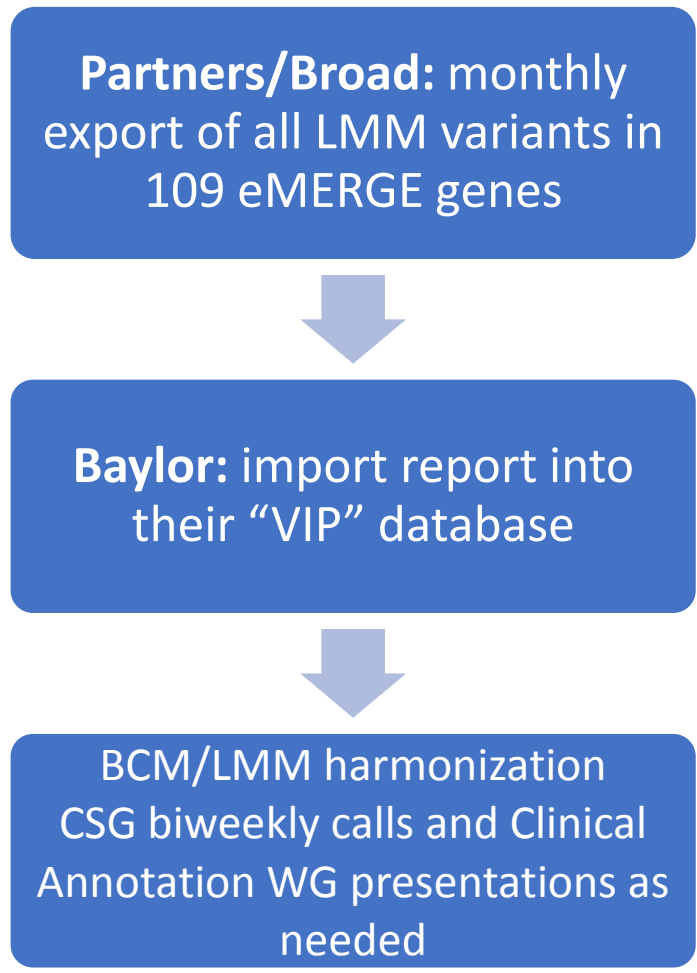 Partners/Broad: monthly
export of all LMM variants in
109 eMERGE genes
Baylor: import report into
their “VIP” database
BCM/LMM harmonization
CSG biweekly calls and Clinical
Annotation WG presentations as
needed